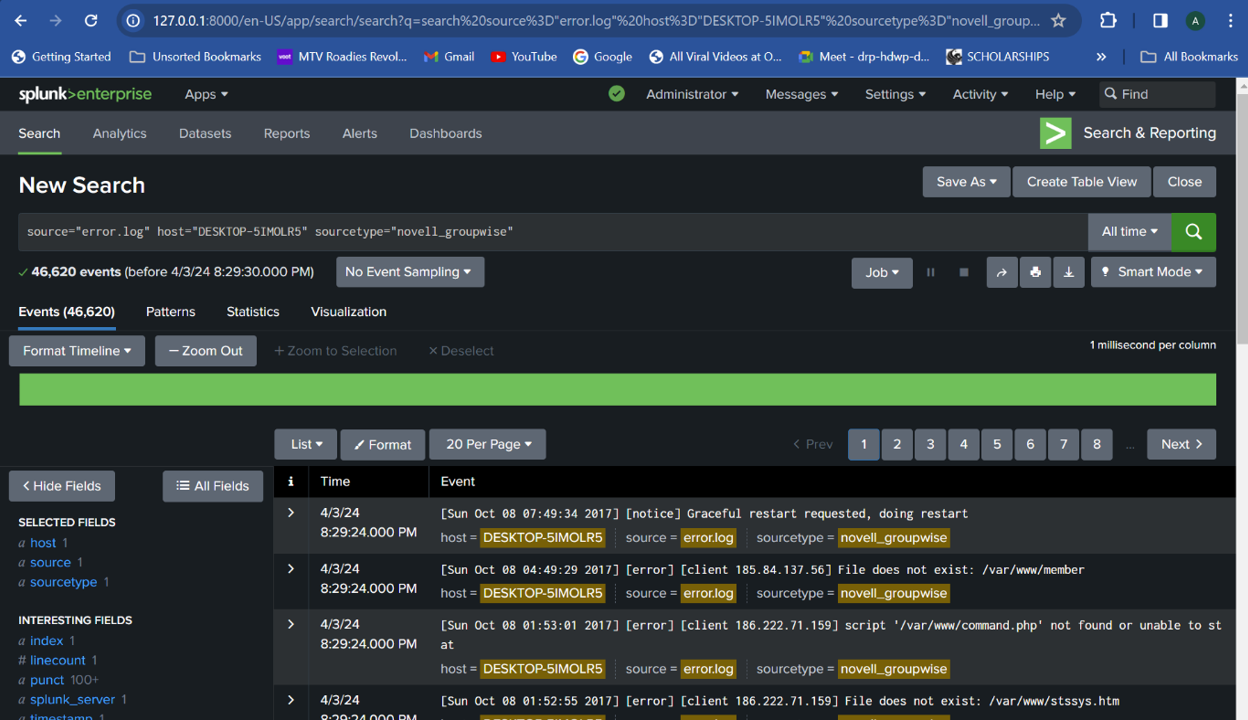 127.0.0.1:8000/en-US/app/search/search?q=search%20source%3D"error.log"%20host%3D"DESKTOP-5IMOLR5"%20sourcetype%3D"novell_group...
A
Getting Started Unsorted Bookmarks MTV Roadies Revol... Gmail YouTube Google All Viral Videos at O... Meet - drp-hdwp-d... SCHOLARSHIPS » All Bookmarks
splunk>enterprise Apps Administrator Messages Settings Activity Help Find
Search Analytics Datasets Reports Alerts Dashboards > Search & Reporting
New Search Save As Create Table View Close
source="error.log" host="DESKTOP-5IMOLR5" sourcetype="novell_groupwise" All time
46,620 events (before 4/3/24 8:29:30.000 PM) No Event Sampling Job Smart Mode
Events (46,620) Patterns Statistics Visualization
Format Timeline — Zoom Out + Zoom to Selection × Deselect 1 millisecond per column
List Format 20 Per Page < Prev 1 2 3 4 5 6 7 8 ... Next >
< Hide Fields All Fields i Time Event
SELECTED FIELDS
a host 1
a source 1
a sourcetype 1
INTERESTING FIELDS
a index 1
# linecount 1
a punct 100+
a splunk_server 1
a timestamp 1
> 4/3/24
8:29:24.000 PM
[Sun Oct 08 07:49:34 2017] [notice] Graceful restart requested, doing restart
host = DESKTOP-5IMOLR5 source = error.log sourcetype = novell_groupwise
> 4/3/24
8:29:24.000 PM
[Sun Oct 08 04:49:29 2017] [error] [client 185.84.137.56] File does not exist: /var/www/member
host = DESKTOP-5IMOLR5 source = error.log sourcetype = novell_groupwise
> 4/3/24
8:29:24.000 PM
[Sun Oct 08 01:53:01 2017] [error] [client 186.222.71.159] script '/var/www/command.php' not found or unable to st
at
host = DESKTOP-5IMOLR5 source = error.log sourcetype = novell_groupwise
> 4/3/24
8:29:24.000 PM
[Sun Oct 08 01:52:55 2017] [error] [client 186.222.71.159] File does not exist: /var/www/stssys.htm